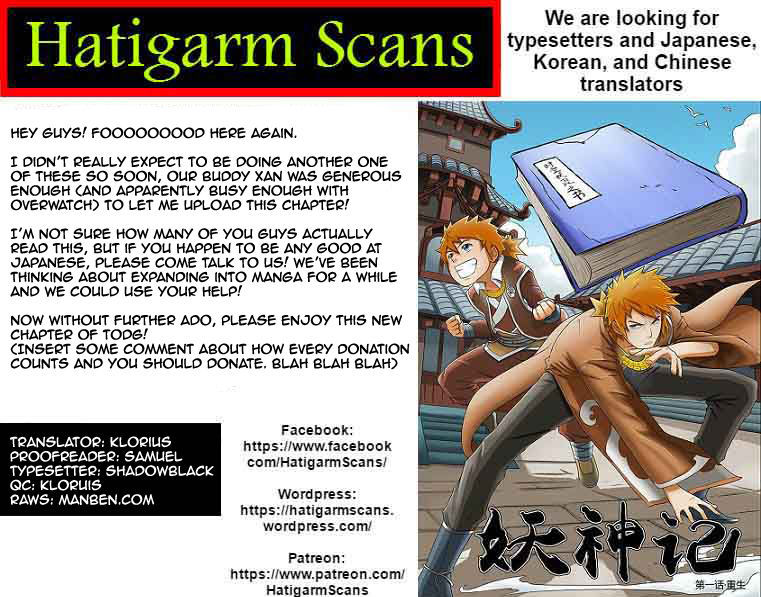 Hatigarm Scans
We are looking for
typesetters and Japanese,
Korean, and Chinese
translators
HEY GUYS! FOOOOOOOOD HERE AGAIN.
I DIDN'T REALLY EXPECT TO BE DOING ANOTHER ONE
OF THESE SO SOON, OUR BUDDY XAN WAS GENEROUS
ENOUGH (AND APPARENTLY BUSY ENOUGH WITH
OVERWATCH) TO LET ME UPLOAD THIS CHAPTER!
I'M NOT SURE HOW MANY OF YOU GUYS ACTUALLY
READ THIS, BUT IF YOU HAPPEN TO BE ANY GOOD AT
JAPANESE, PLEASE COME TALK TO US! WE'VE BEEN
THINKING ABOUT EXPANDING INTO MANGA FOR A WHILE
AND WE COULD USE YOUR HELP!
NOW WITHOUT FURTHER ADO, PLEASE ENJOY THIS NEW
CHAPTER OF TODG!
(INSERT SOME COMMENT ABOUT HOW EVERY DONATION
COUNTS AND YOU SHOULD DONATE. BLAH BLAH BLAH)
TRANSLATOR: KLORIUS
PROOFREADER: SAMUEL
TYPESETTER: SHADOWBLACK
QC: KLORUIS
RAWS: MANBEN.COM
Facebook:
https://www.facebook
com/HatigarmScans/
Wordpress:
https://hatigarmscans.
wordpress.com/
Patreon:
https://www.patreon.com/
HatigarmScans
妖神记
第一话·重生